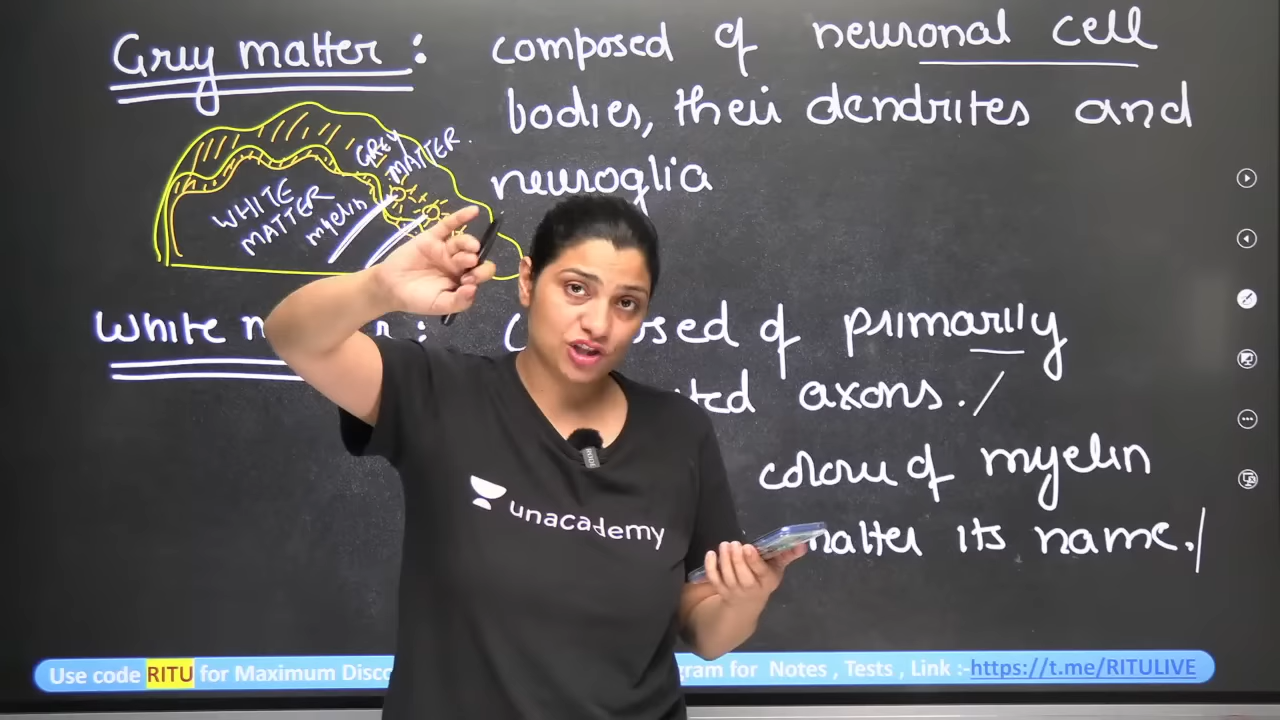 Grey matter : composed of neuronal cell
bodies, their dendrites and
neuroglia
GREY
MATTER
WHITE
MATTER
myelin
White : of primarily
axons.
colour of myelin
matter its name.
unacademy
Use code RITU for Maximum for Notes , Tests , Link :-https://t.me/RITULIVE